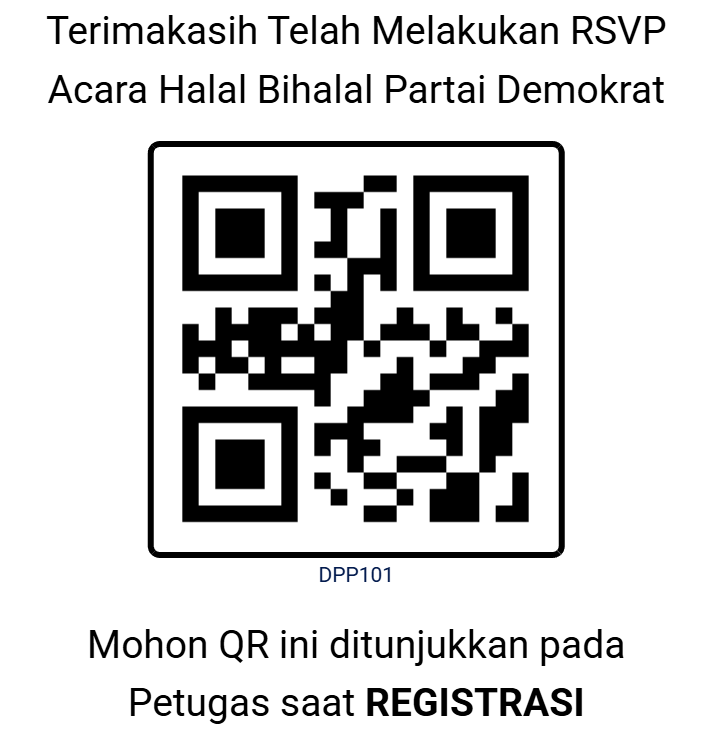 Terimakasih Telah Melakukan RSVP
Acara Halal Bihalal Partai Demokrat
DPP101
Mohon QR ini ditunjukkan pada
Petugas saat REGISTRASI